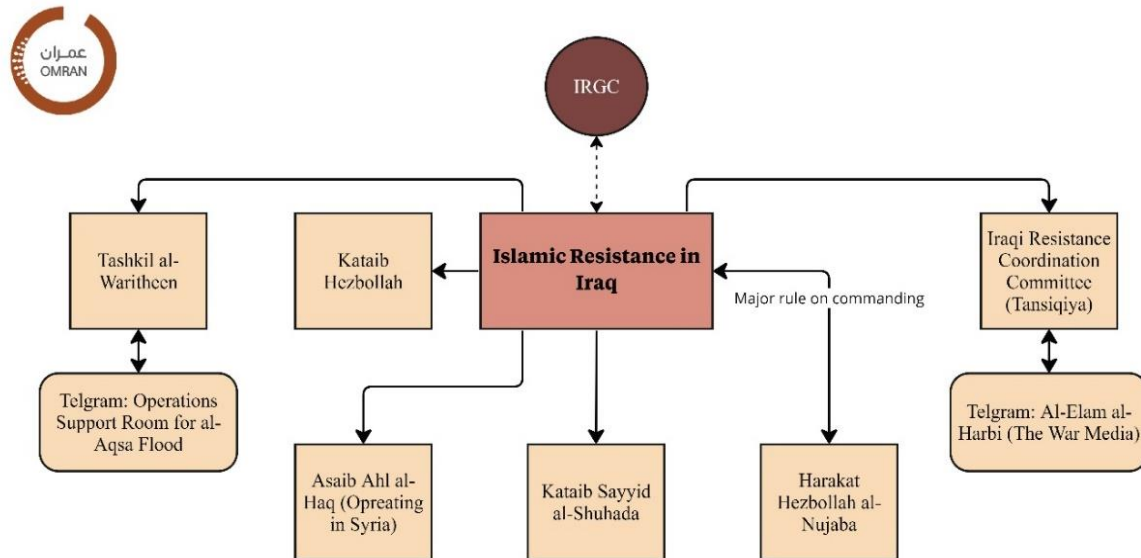 عمران
OMRAN
IRGC
Tashkil al-
Waritheen
Kataib
Hezbollah
Islamic Resistance in
Iraq
Major rule on commanding
Iraqi Resistance
Coordination
Committee
(Tansiqiya)
Telgram: Operations
Support Room for al-
Aqsa Flood
Telgram: Al-Elam al-
Harbi (The War Media)
Asaib Ahl al-
Haq (Opreating
in Syria)
Kataib Sayyid
al-Shuhada
Harakat
Hezbollah al-
Nujaba